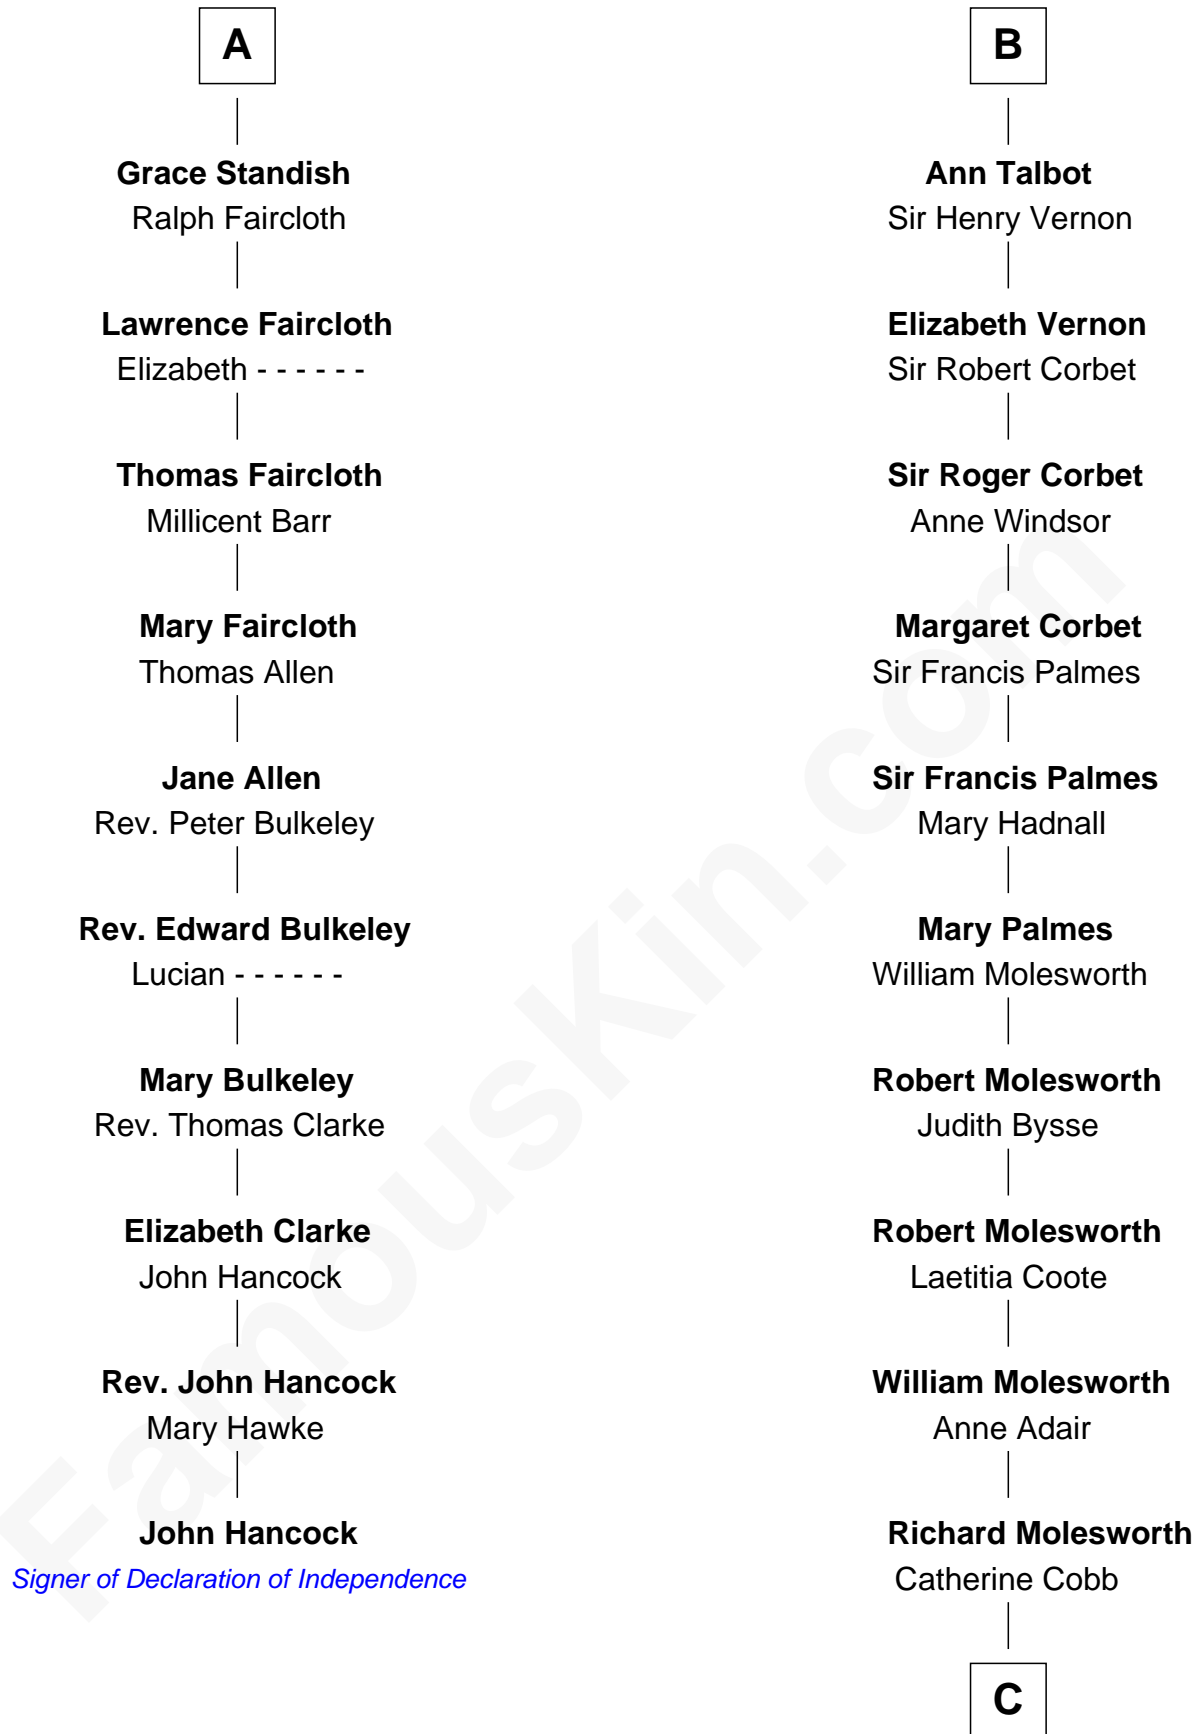 A
Grace Standish
Ralph Faircloth
Lawrence Faircloth
Elizabeth - - - - - -
Thomas Faircloth
Millicent Barr
Mary Faircloth
Thomas Allen
Jane Allen
Rev. Peter Bulkeley
Rev. Edward Bulkeley
Lucian - - - - - -
Mary Bulkeley
Rev. Thomas Clarke
Elizabeth Clarke
John Hancock
Rev. John Hancock
Mary Hawke
John Hancock
Signer of Declaration of Independence
B
Ann Talbot
Sir Henry Vernon
Elizabeth Vernon
Sir Robert Corbet
Sir Roger Corbet
Anne Windsor
Margaret Corbet
Sir Francis Palmes
Sir Francis Palmes
Mary Hadnall
Mary Palmes
William Molesworth
Robert Molesworth
Judith Bysse
Robert Molesworth
Laetitia Coote
William Molesworth
Anne Adair
Richard Molesworth
Catherine Cobb
C
FamousKin.com